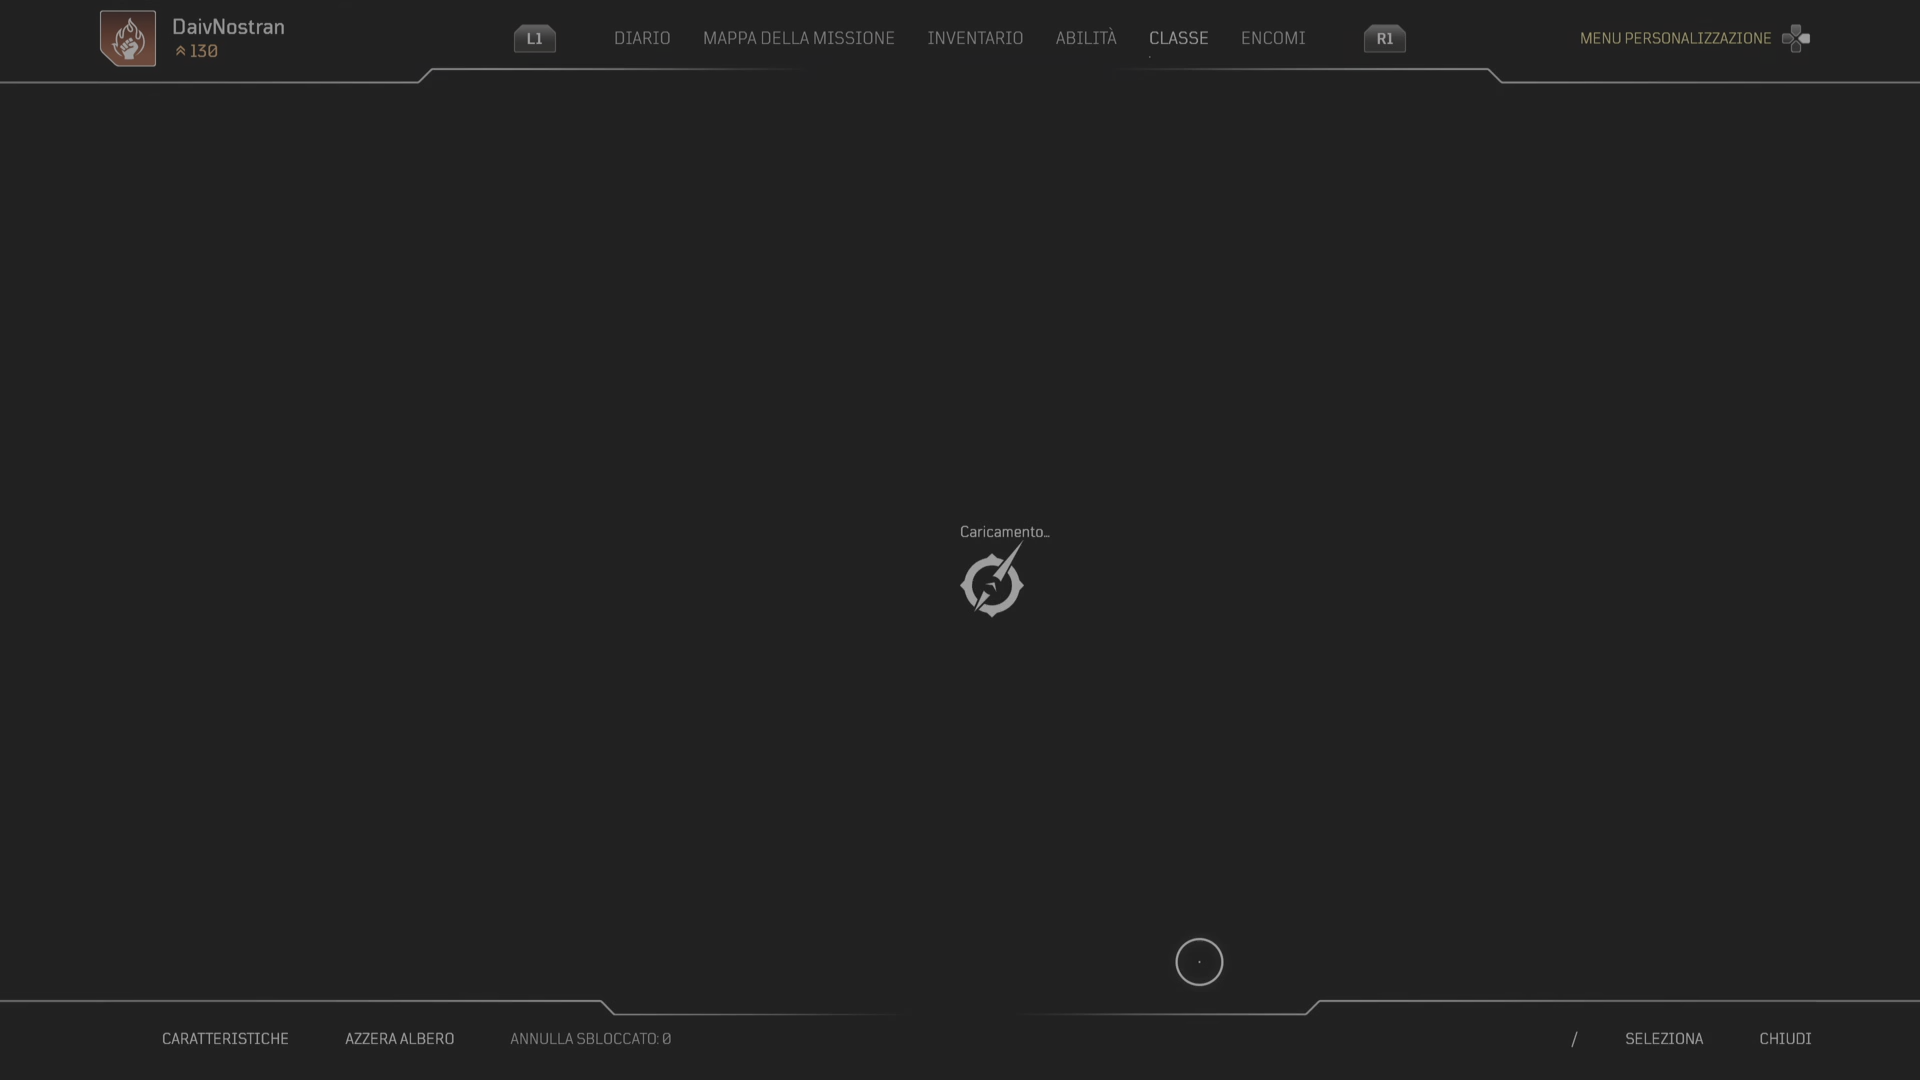 DaivNostran
130
L1
DIARIO
MAPPA DELLA MISSIONE
INVENTARIO
ABILITÀ
CLASSE
ENCOMI
R1
MENU PERSONALIZZAZIONE
Caricamento...
CARATTERISTICHE
AZZERA ALBERO
ANNULLA SBLOCCATO: 0
/
SELEZIONA
CHIUDI